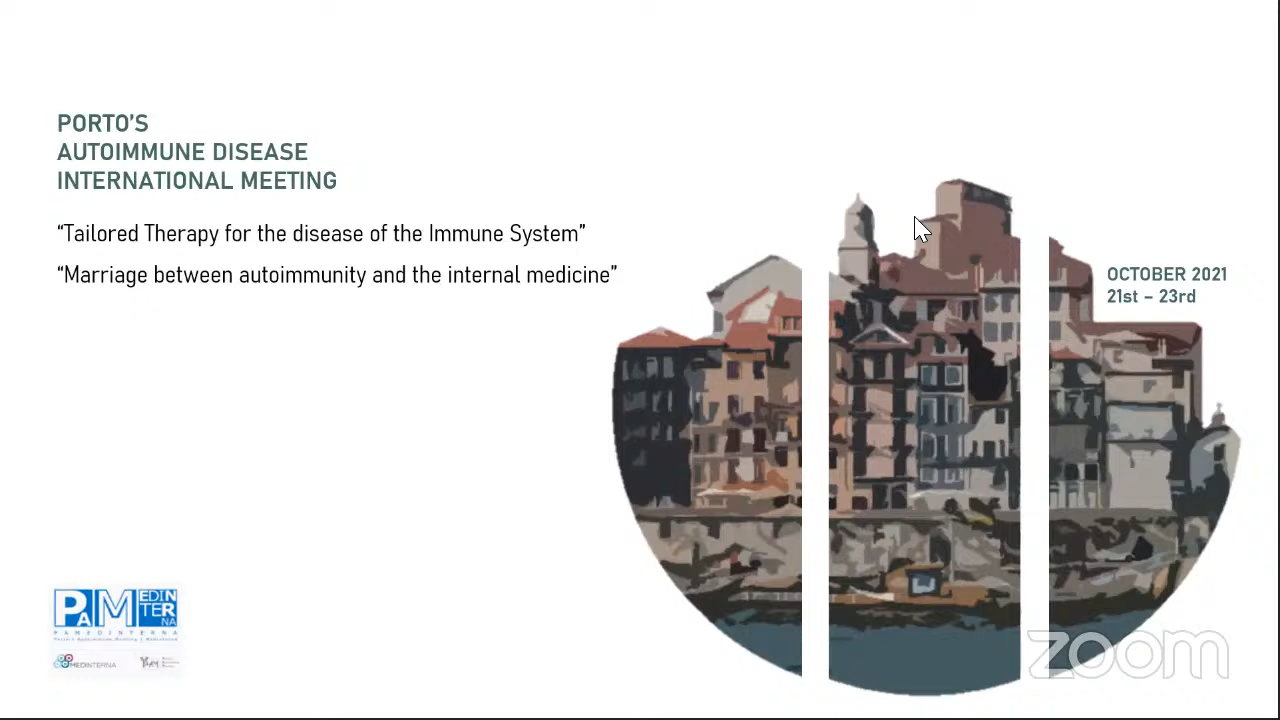 PORTO'S
AUTOIMMUNE DISEASE
INTERNATIONAL MEETING
“Tailored Therapy for the disease of the Immune System”
“Marriage between autoimmunity and the internal medicine”
OCTOBER 2021
21st – 23rd
PAMEDINTERNA
PAMEDINTERNA
MEDINTERNA
zoom